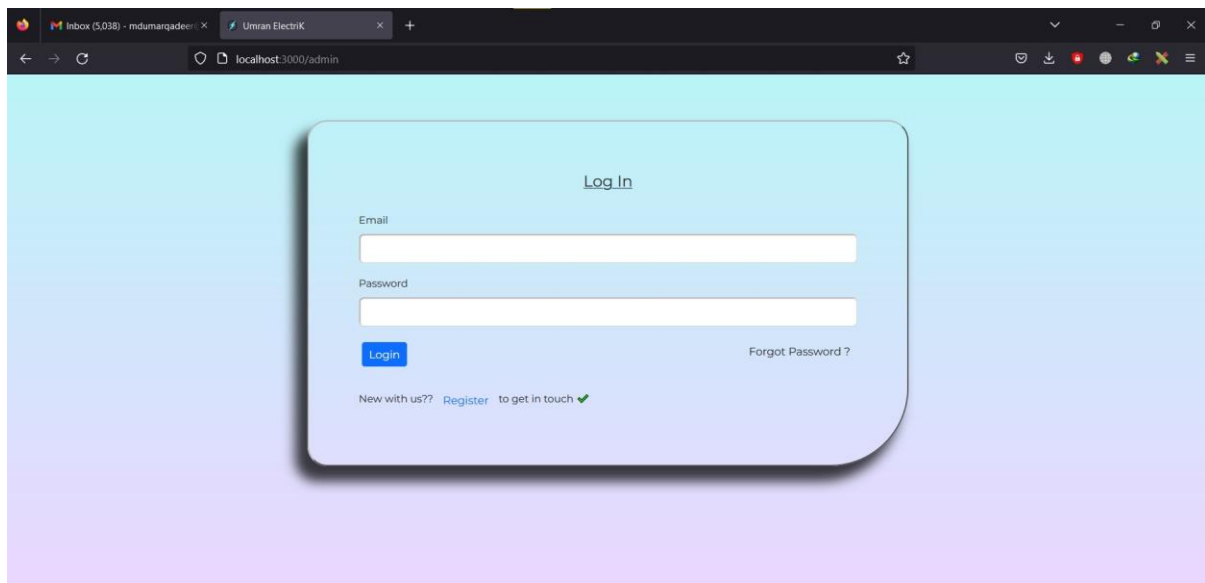 Inbox (5,038) - mdumarqadeer
Umran ElectriK
localhost:3000/admin
Log In
Email
Password
Login
Forgot Password ?
New with us?? Register to get in touch